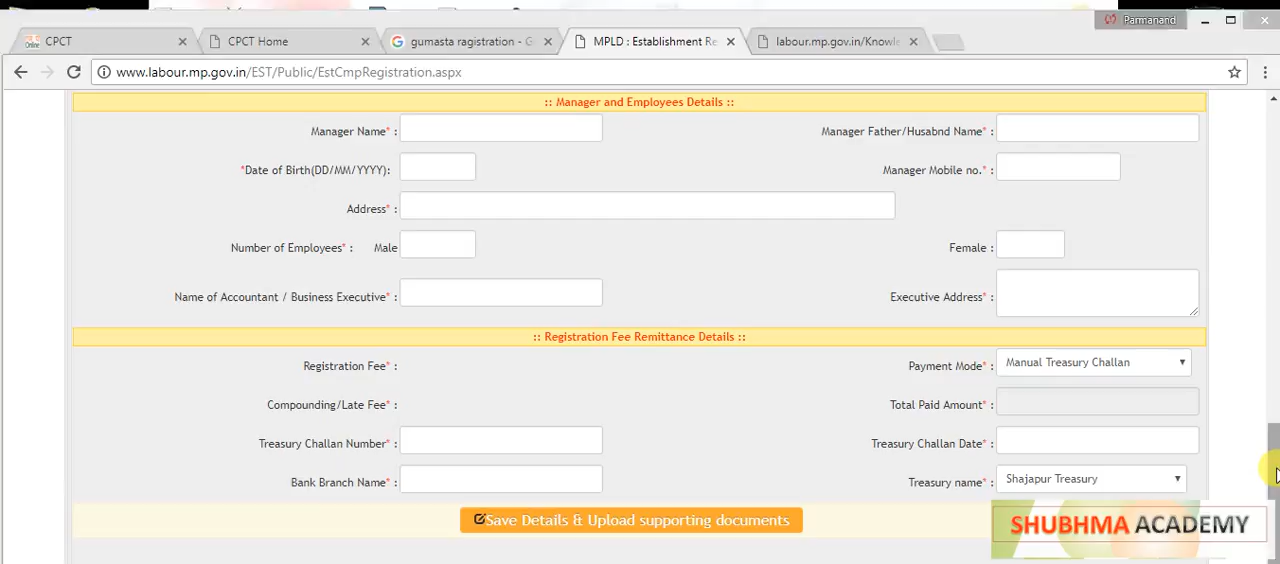 Parmanand
CPCT
CPCT Home
gumasta ragistration - G
MPLD : Establishment Re
labour.mp.gov.in/Knowle
www.labour.mp.gov.in/EST/Public/EstCmpRegistration.aspx
:: Manager and Employees Details ::
Manager Name* : Manager Father/Husabnd Name* :
*Date of Birth(DD/MM/YYYY): Manager Mobile no.* :
Address* :
Number of Employees* : Male Female :
Name of Accountant / Business Executive* : Executive Address* :
:: Registration Fee Remittance Details ::
Registration Fee* : Payment Mode* : Manual Treasury Challan
Compounding/Late Fee* : Total Paid Amount* :
Treasury Challan Number* : Treasury Challan Date* :
Bank Branch Name* : Treasury name* : Shajapur Treasury
Save Details & Upload supporting documents
SHUBHMA ACADEMY